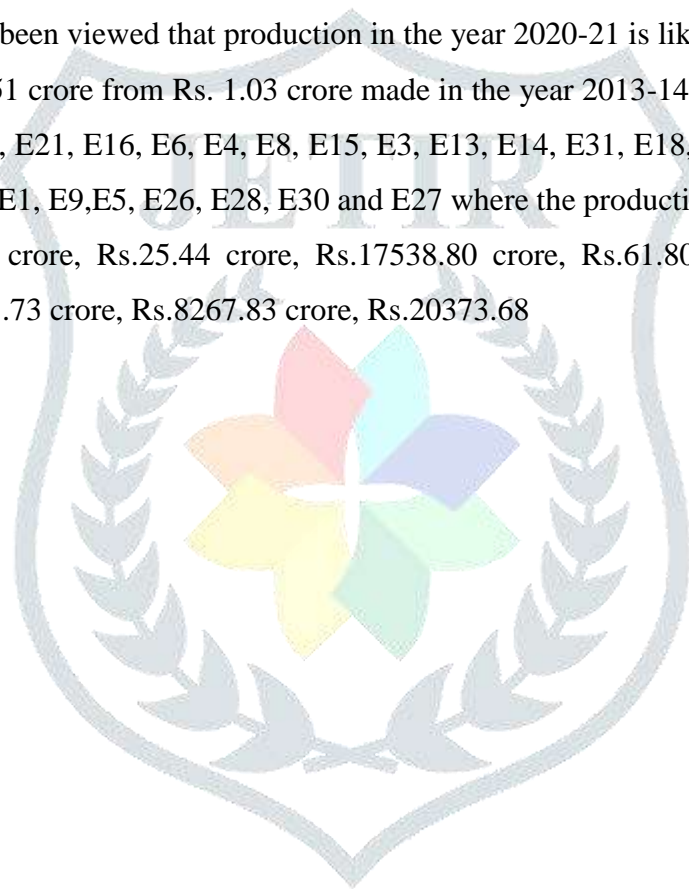 been viewed that production in the year 2020-21 is lik
51 crore from Rs. 1.03 crore made in the year 2013-14
, E21, E16, E6, E4, E8, E15, E3, E13, E14, E31, E18,
E1, E9,E5, E26, E28, E30 and E27 where the producti
crore, Rs.25.44 crore, Rs.17538.80 crore, Rs.61.80
.73 crore, Rs.8267.83 crore, Rs.20373.68
JETIR